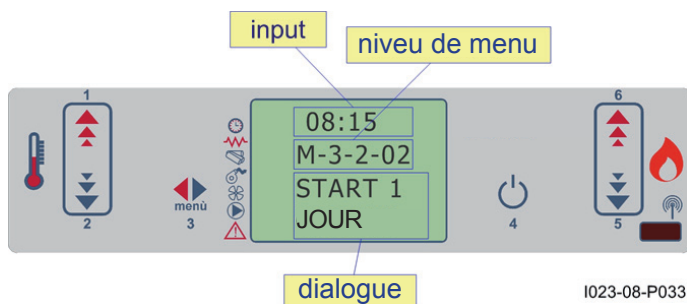 input
niveu de menu
1
6
08:15
M-3-2-02
START 1
JOUR
menù
2
3
4
5
dialogue
I023-08-P033